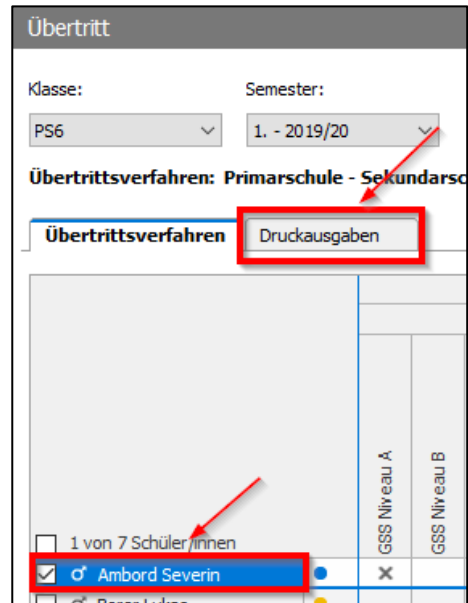 Übertritt
Klasse: Semester:
PS6 1. - 2019/20
Übertrittsverfahren: Primarschule - Sekundarsc
Übertrittsverfahren Druckausgaben
GSS Niveau A
GSS Niveau B
1 von 7 Schüler/innen
Ambord Severin